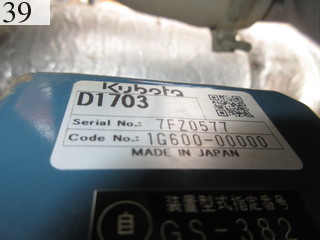 39
Kubota
D1703
Serial No.: 7FZ0577
Code No.: 1G600-00000
MADE IN JAPAN
装置型式指定番号
自 GS-382